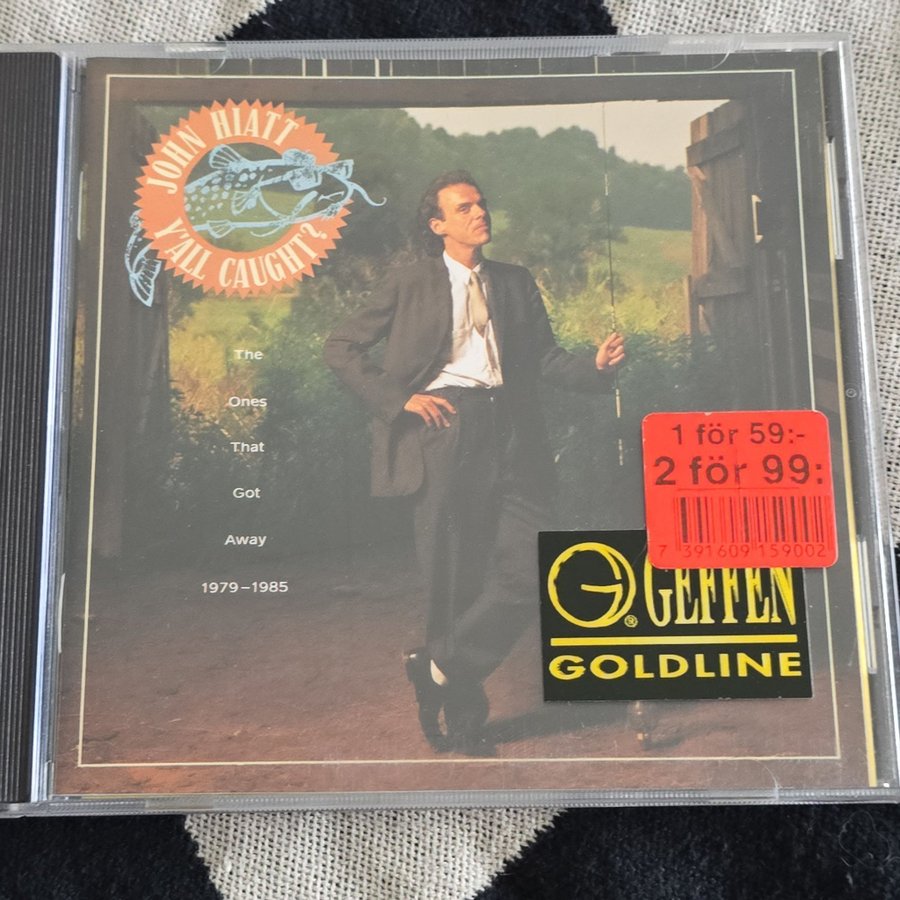 JOHN HIATT
Y'ALL CAUGHT?
The
Ones
That
Got
Away
1979–1985
1 för 59:-
2 för 99:
7 391609 159002
G® GEFFEN
GOLDLINE